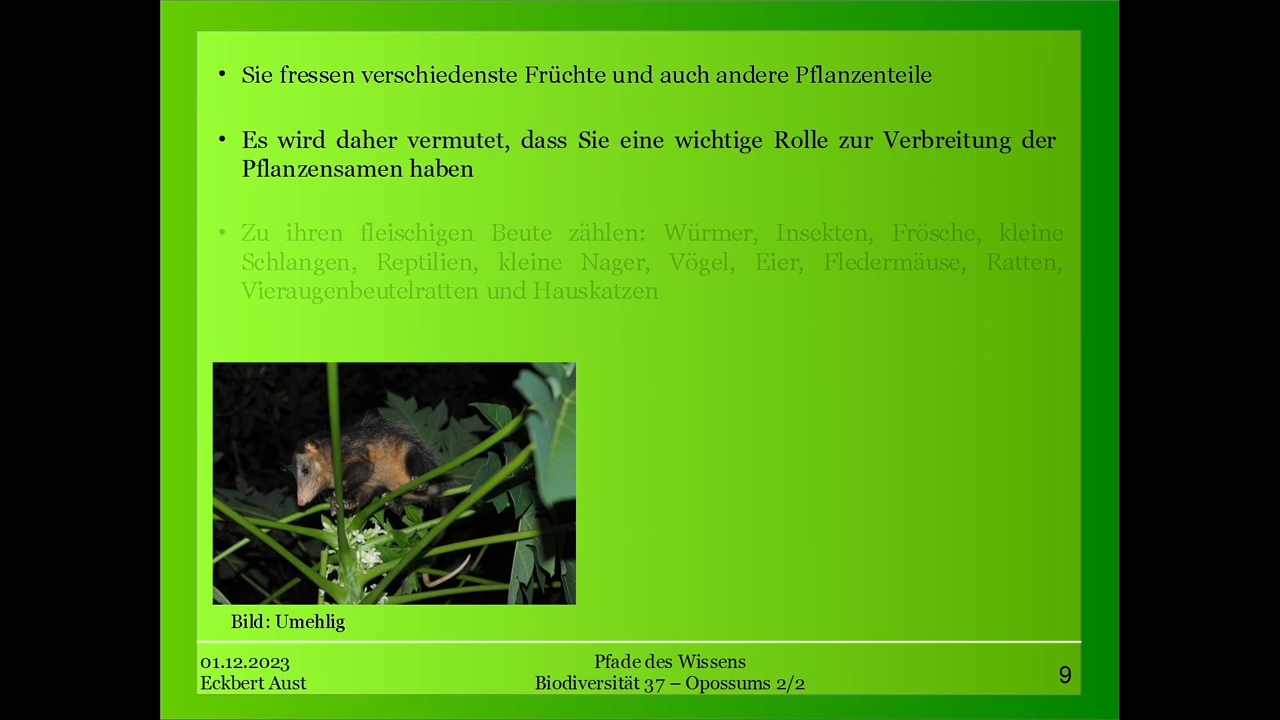 • Sie fressen verschiedenste Früchte und auch andere Pflanzenteile
• Es wird daher vermutet, dass Sie eine wichtige Rolle zur Verbreitung der
Pflanzensamen haben
• Zu ihren fleischigen Beute zählen: Würmer, Insekten, Frösche, kleine
Schlangen, Reptilien, kleine Nager, Vögel, Eier, Fledermäuse, Ratten,
Vieraugenbeutelratten und Hauskatzen
Bild: Umehlig
01.12.2023
Eckbert Aust
Pfade des Wissens
Biodiversität 37 – Opossums 2/2
9